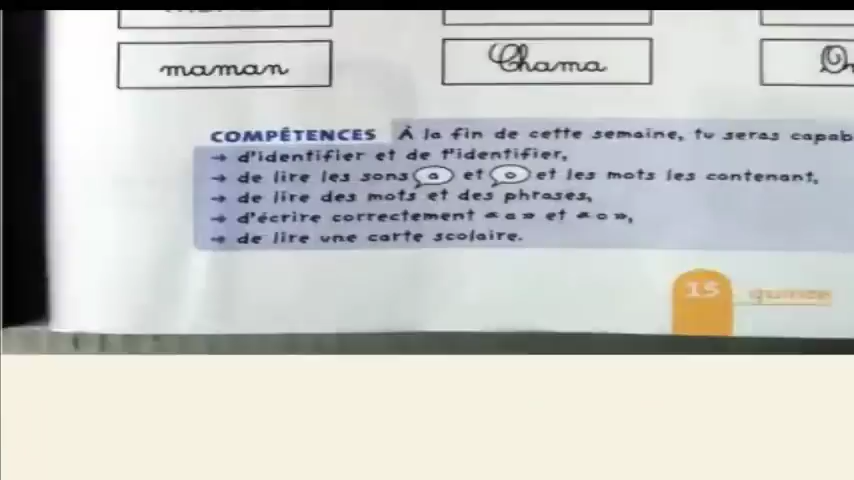 maman
Chama
COMPÉTENCES À la fin de cette semaine, tu seras capab
→ d'identifier et de t'identifier,
→ de lire les sons a et o et les mots les contenant,
→ de lire des mots et des phrases,
→ d'écrire correctement « a » et « o »,
→ de lire une carte scolaire.
15 quinze